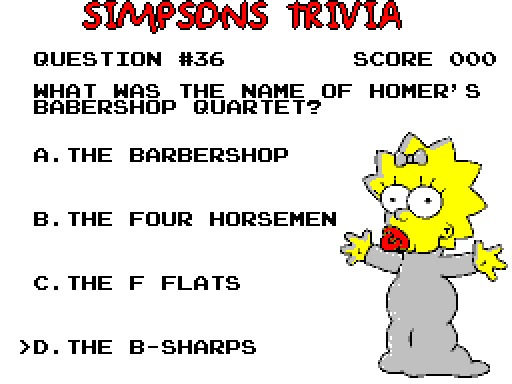 SIMPSONS TRIVIA
QUESTION #36 SCORE 000
WHAT WAS THE NAME OF HOMER'S
BABERSHOP QUARTET?
A. THE BARBERSHOP
B. THE FOUR HORSEMEN
C. THE F FLATS
>D. THE B-SHARPS